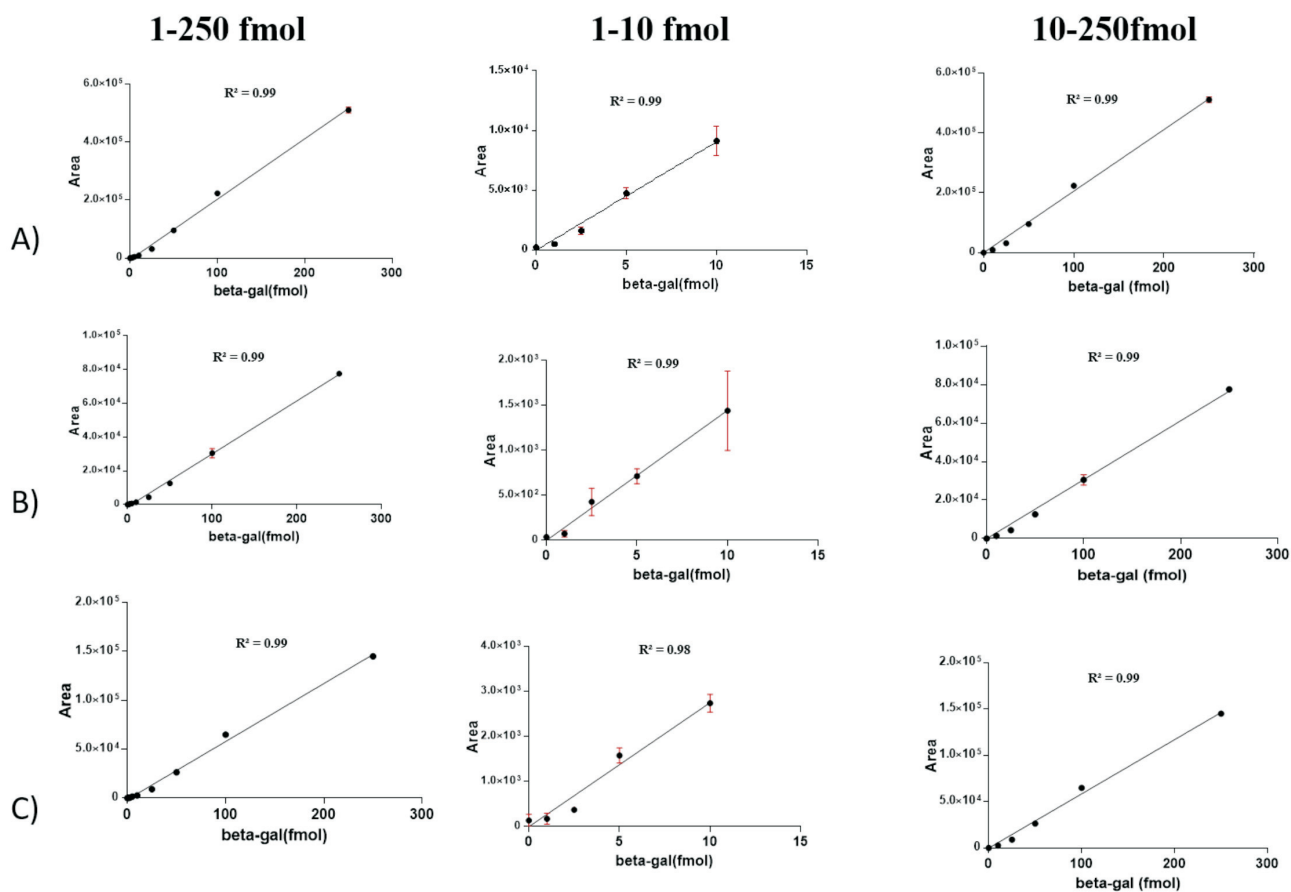 1-250 fmol
1-10 fmol
10-250fmol
A)
6.0×10⁵
4.0×10⁵
2.0×10⁵
0
Area
R² = 0.99
0 100 200 300
beta-gal(fmol)
1.5×10⁴
1.0×10⁴
5.0×10³
0
Area
R² = 0.99
0 5 10 15
beta-gal(fmol)
6.0×10⁵
4.0×10⁵
2.0×10⁵
0
Area
R² = 0.99
0 100 200 300
beta-gal (fmol)
B)
1.0×10⁵
8.0×10⁴
6.0×10⁴
4.0×10⁴
2.0×10⁴
0
Area
R² = 0.99
0 100 200 300
beta-gal(fmol)
2.0×10³
1.5×10³
1.0×10³
5.0×10²
0
Area
R² = 0.99
0 5 10 15
beta-gal(fmol)
1.0×10⁵
8.0×10⁴
6.0×10⁴
4.0×10⁴
2.0×10⁴
0
Area
R² = 0.99
0 100 200 300
beta-gal (fmol)
C)
2.0×10⁵
1.5×10⁵
1.0×10⁵
5.0×10⁴
0
Area
R² = 0.99
0 100 200 300
beta-gal(fmol)
4.0×10³
3.0×10³
2.0×10³
1.0×10³
0
Area
R² = 0.98
0 5 10 15
beta-gal(fmol)
2.0×10⁵
1.5×10⁵
1.0×10⁵
5.0×10⁴
0
Area
R² = 0.99
0 100 200 300
beta-gal (fmol)